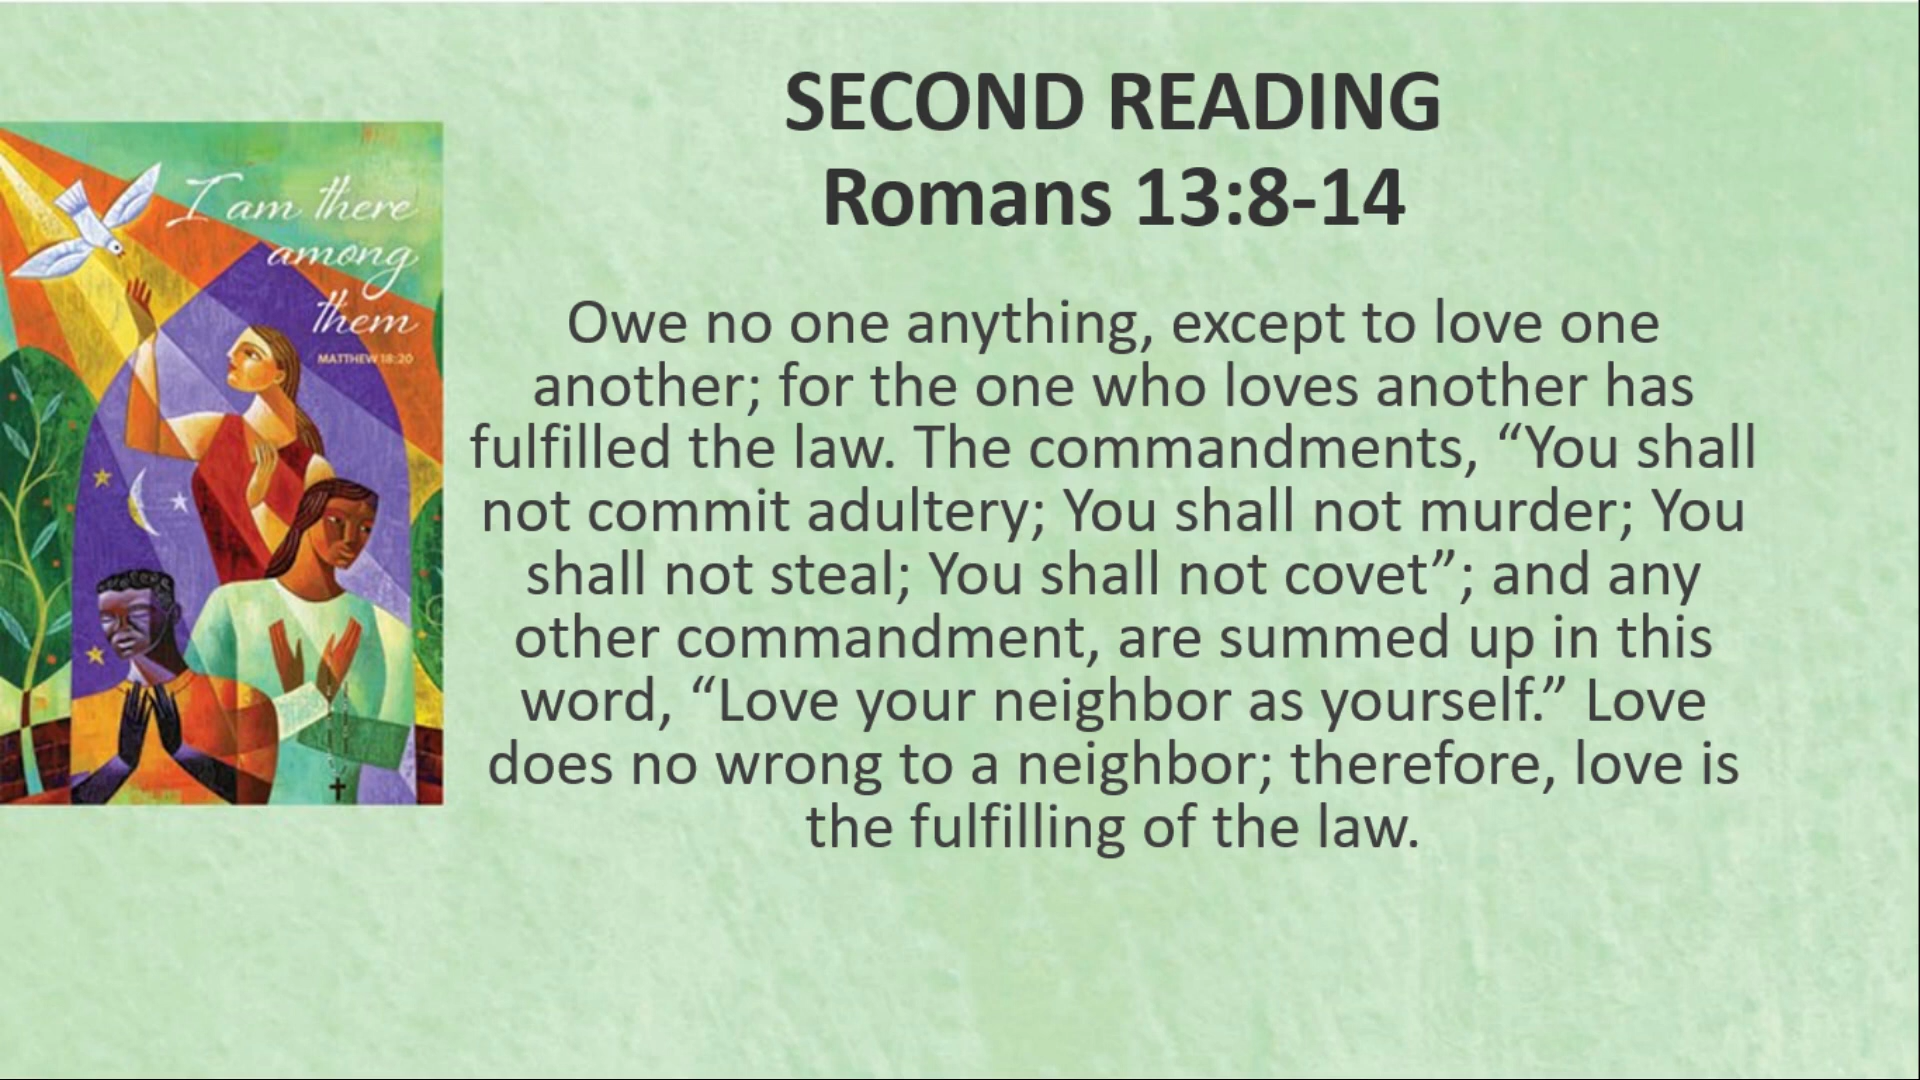 SECOND READING
Romans 13:8-14
I am there
among
them
MATTHEW 18:20
Owe no one anything, except to love one
another; for the one who loves another has
fulfilled the law. The commandments, “You shall
not commit adultery; You shall not murder; You
shall not steal; You shall not covet”; and any
other commandment, are summed up in this
word, “Love your neighbor as yourself.” Love
does no wrong to a neighbor; therefore, love is
the fulfilling of the law.